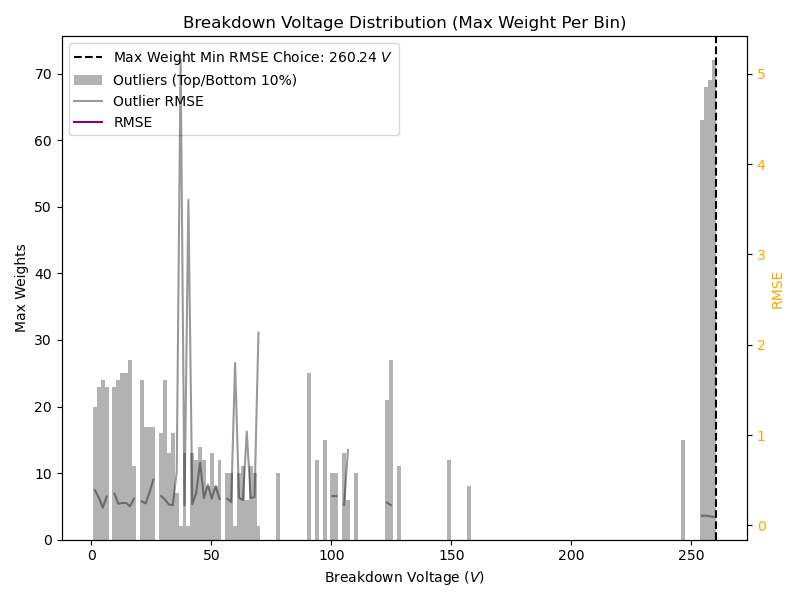 Breakdown Voltage Distribution (Max Weight Per Bin)
Max Weight Min RMSE Choice: 260.24 V
Outliers (Top/Bottom 10%)
Outlier RMSE
RMSE
70
60
50
40
30
20
10
0
Max Weights
5
4
3
2
1
0
RMSE
0
50
100
150
200
250
Breakdown Voltage (V)